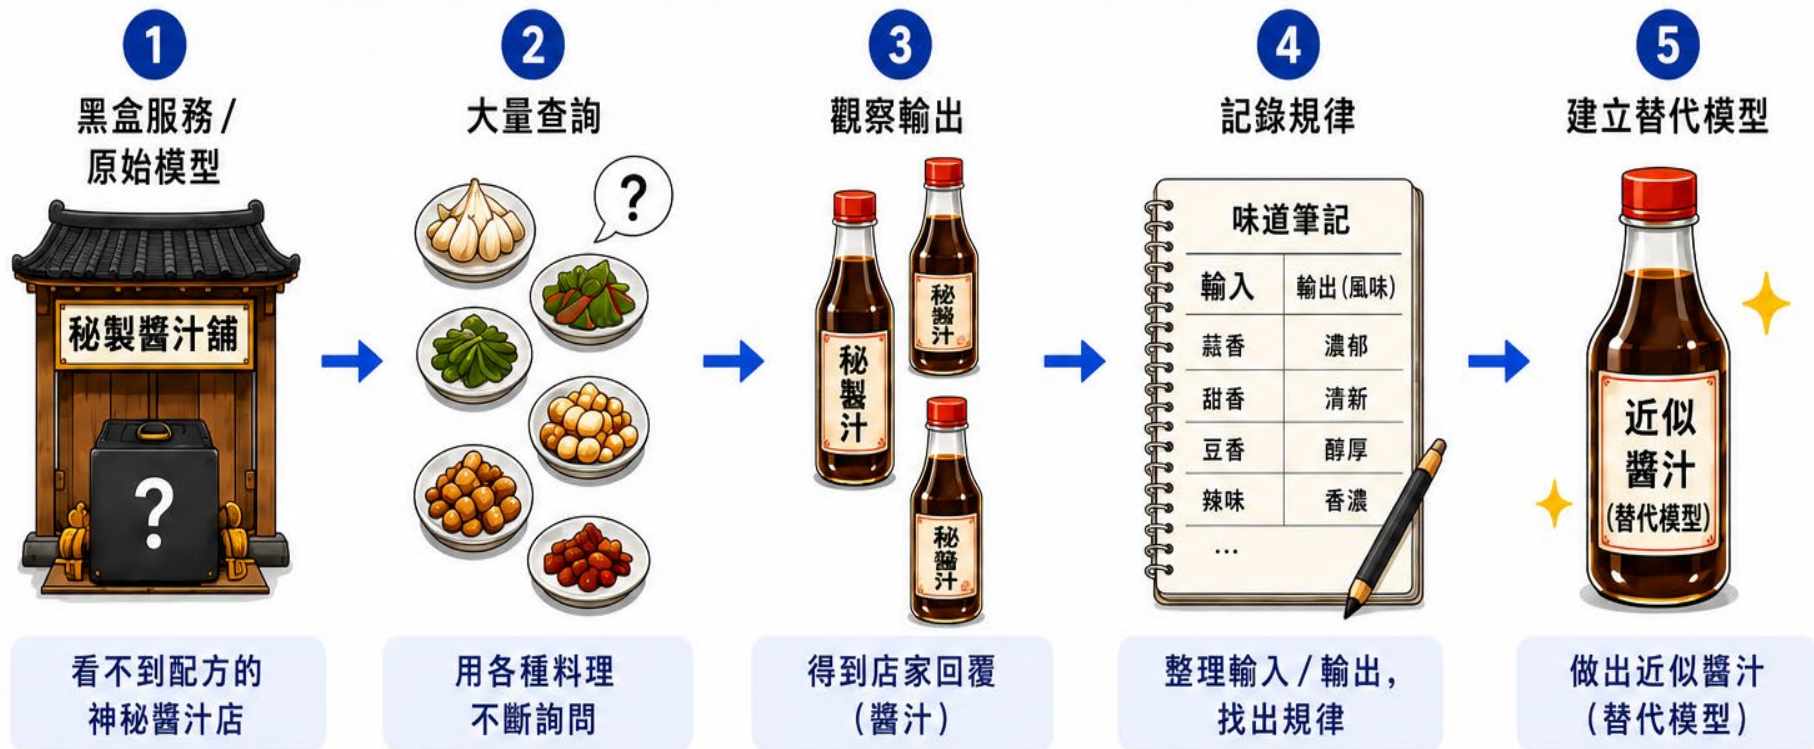 1
黑盒服務/
原始模型
秘製醬汁舖
?
看不到配方的
神秘醬汁店
2
大量查詢
?
用各種料理
不斷詢問
3
觀察輸出
秘製汁
秘醬汁
秘醬汁
得到店家回覆
(醬汁)
4
記錄規律
味道筆記
輸入 輸出(風味)
蒜香 濃郁
甜香 清新
豆香 醇厚
辣味 香濃
...
整理輸入/輸出,
找出規律
5
建立替代模型
近似
醬汁
(替代模型)
做出近似醬汁
(替代模型)